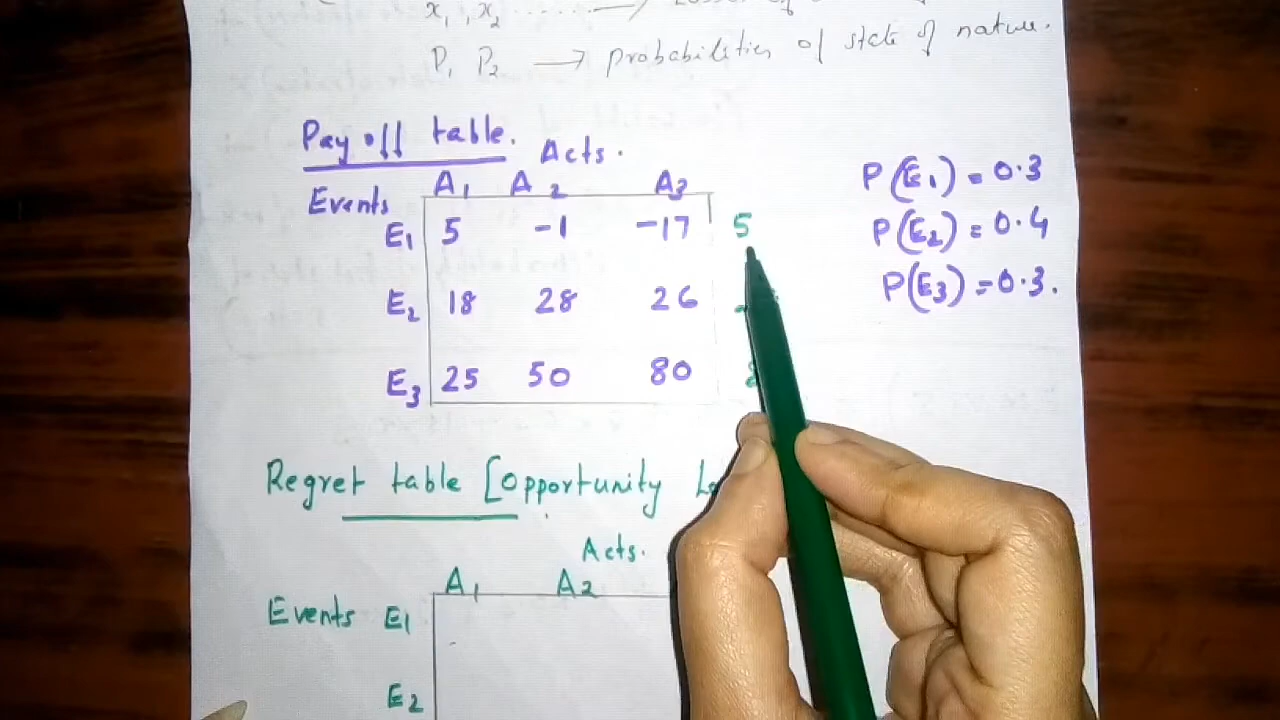 x₁, x₂ ...... →
P₁ P₂ → probabilities of state of nature.
Pay off table.
Acts.
Events A₁ A₂ A₃
E₁ 5 -1 -17 5
E₂ 18 28 26
E₃ 25 50 80
P(E₁) = 0.3
P(E₂) = 0.4
P(E₃) = 0.3.
Regret table [Opportunity
Acts.
A₁ A₂
Events E₁
E₂